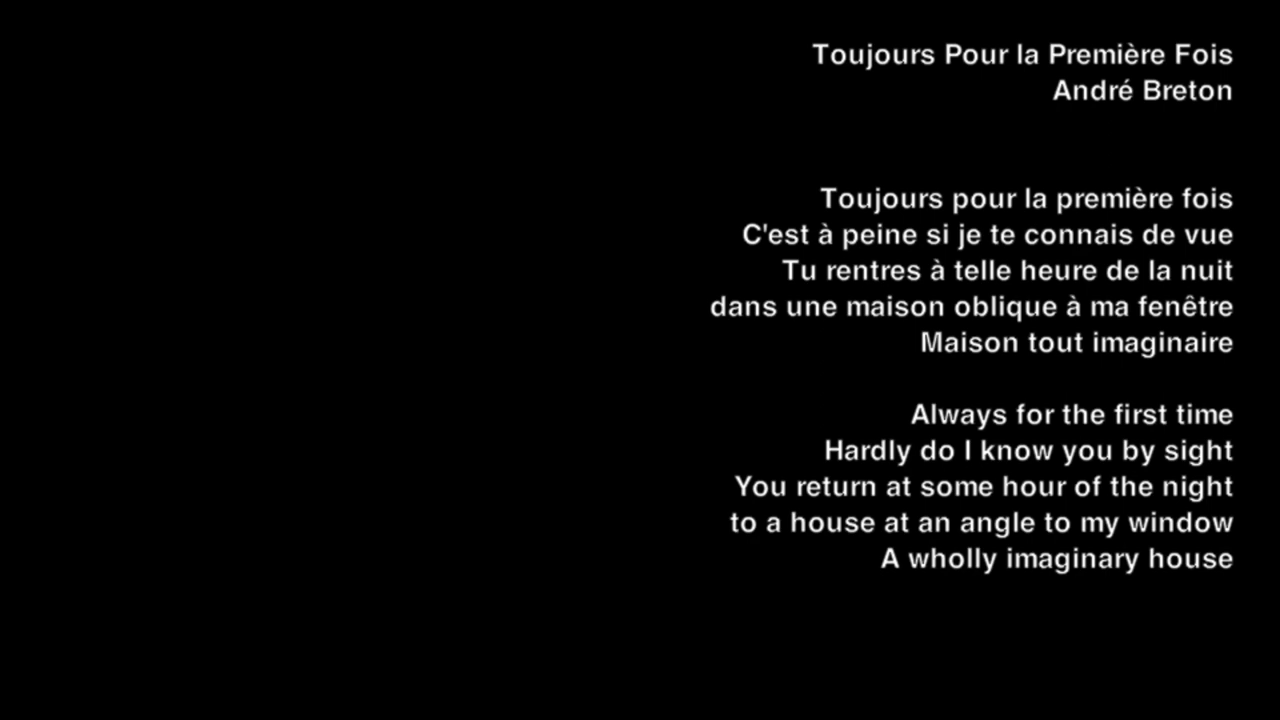 Toujours Pour la Première Fois
André Breton
Toujours pour la première fois
C'est à peine si je te connais de vue
Tu rentres à telle heure de la nuit
dans une maison oblique à ma fenêtre
Maison tout imaginaire
Always for the first time
Hardly do I know you by sight
You return at some hour of the night
to a house at an angle to my window
A wholly imaginary house